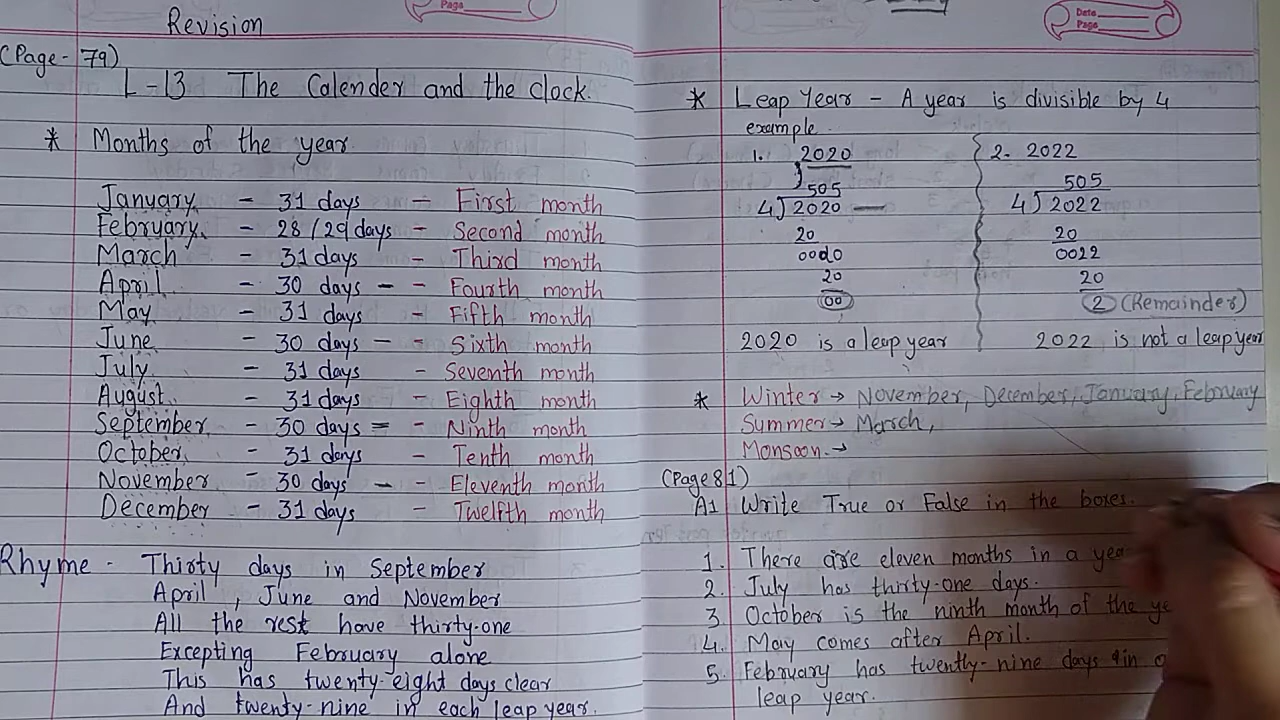 Revision
(Page - 79)
L-13 The Calender and the clock.
* Months of the year
January - 31 days - First month
February - 28/29 days - Second month
March - 31 days - Third month
April - 30 days - - Fourth month
May - 31 days - Fifth month
June - 30 days - - Sixth month
July - 31 days - Seventh month
August - 31 days - Eighth month
September - 30 days = - Ninth month
October - 31 days - Tenth month
November - 30 days - - Eleventh month
December - 31 days - Twelfth month
Rhyme - Thirty days in September
April , June and November
All the rest have thirty-one
Excepting February alone
This has twenty-eight days clear
And twenty-nine in each leap year.
Page
Date
Page
* Leap Year - A year is divisible by 4
example.
1. 2020
505
4)2020
20
0020
20
00
2020 is a leap year
2. 2022
505
4)2022
20
0022
20
2 (Remainder)
2022 is not a leap year
* Winter → November, December, January, February
Summer → March,
Monsoon. →
(Page 81)
A1 Write True or False in the boxes.
1. There are eleven months in a
2. July has thirty-one days.
3 October is the ninth month of the
4. May comes after April.
5. February has twently-nine days in
leap year.